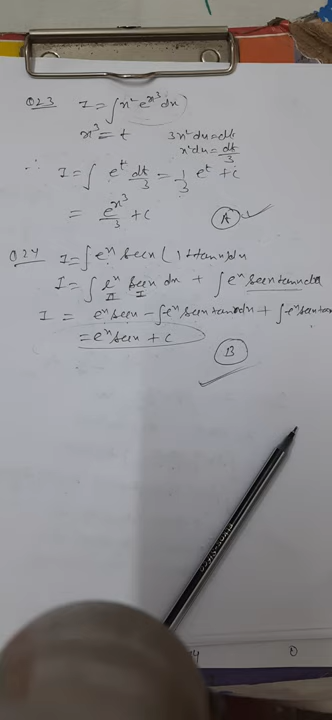 Q23 I = ∫x²e^x³ dx
x³ = t 3x²dx = dt
x²dx = dt/3
∴ I = ∫ e^t dt/3 = 1/3 e^t + c
= e^x³/3 + c
(A)
Q24 I = ∫e^x secx (1+tanx)dx
I = ∫ e^x secx dx + ∫e^x secx tanx dx
II I
I = e^x secx - ∫e^x secx tanx dx + ∫e^x secx tanx
= e^x secx + c
(B)